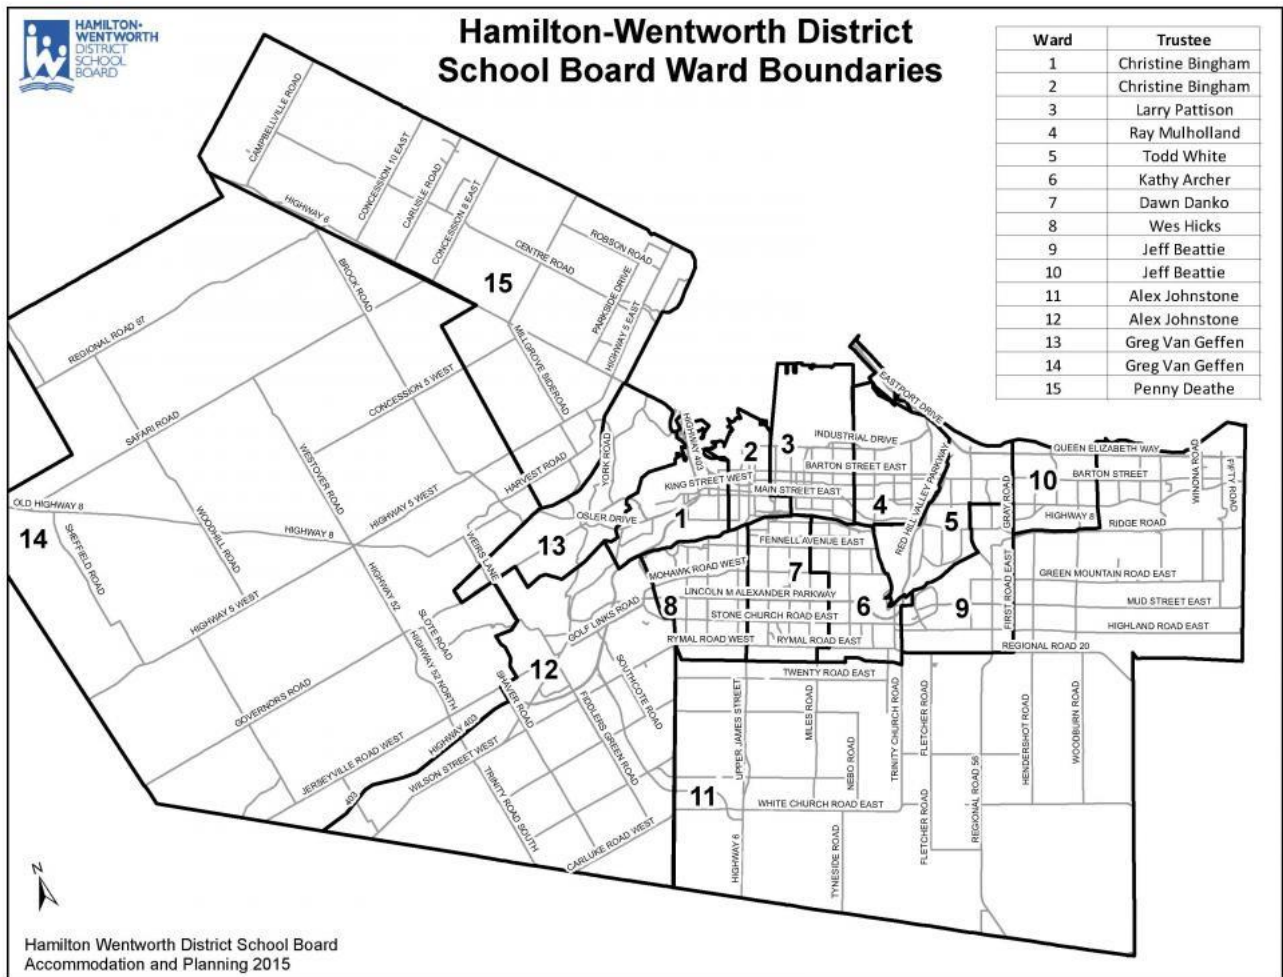 HAMILTON-
WENTWORTH
DISTRICT
SCHOOL
BOARD
Hamilton-Wentworth District
School Board Ward Boundaries
Ward Trustee
1 Christine Bingham
2 Christine Bingham
3 Larry Pattison
4 Ray Mulholland
5 Todd White
6 Kathy Archer
7 Dawn Danko
8 Wes Hicks
9 Jeff Beattie
10 Jeff Beattie
11 Alex Johnstone
12 Alex Johnstone
13 Greg Van Geffen
14 Greg Van Geffen
15 Penny Deathe
CAMPBELLVILLE ROAD
CONCESSION 10 EAST
CARLISLE ROAD
CONCESSION 8 EAST
HIGHWAY 6
CENTRE ROAD
ROBSON ROAD
PARKSIDE DRIVE
HIGHWAY 5 EAST
15
BROCK ROAD
REGIONAL ROAD 97
MILLGROVE SIDEROAD
CONCESSION 5 WEST
SAFARI ROAD
WESTOVER ROAD
YORK ROAD
HARVEST ROAD
HIGHWAY 403
EASTPORT DRIVE
2
3
INDUSTRIAL DRIVE
BARTON STREET EAST
KING STREET WEST
MAIN STREET EAST
4
RED HILL VALLEY PARKWAY
QUEEN ELIZABETH WAY
10
BARTON STREET
WINONA ROAD
FIFTY ROAD
GRAY ROAD
HIGHWAY 8
RIDGE ROAD
5
OLD HIGHWAY 8
14
SHEFFIELD ROAD
WOODHILL ROAD
HIGHWAY 8
HIGHWAY 5 WEST
OSLER DRIVE
1
13
WEIRS LANE
FENNELL AVENUE EAST
MOHAWK ROAD WEST
7
LINCOLN M ALEXANDER PARKWAY
8
STONE CHURCH ROAD EAST
6
RYMAL ROAD WEST
RYMAL ROAD EAST
9
FIRST ROAD EAST
GREEN MOUNTAIN ROAD EAST
MUD STREET EAST
HIGHLAND ROAD EAST
REGIONAL ROAD 20
HIGHWAY 5 WEST
HIGHWAY 52
SLOTE ROAD
HIGHWAY 52 NORTH
GOLF LINKS ROAD
12
SOUTHCOTE ROAD
GOVERNORS ROAD
SHAVER ROAD
FIDDLERS GREEN ROAD
HIGHWAY 403
JERSEYVILLE ROAD WEST
WILSON STREET WEST
403
TRINITY ROAD SOUTH
CARLUKE ROAD WEST
TWENTY ROAD EAST
UPPER JAMES STREET
MILES ROAD
NEBO ROAD
TRINITY CHURCH ROAD
FLETCHER ROAD
HENDERSHOT ROAD
WOODBURN ROAD
REGIONAL ROAD 56
11
WHITE CHURCH ROAD EAST
HIGHWAY 6
TYNESIDE ROAD
FLETCHER ROAD
N
Hamilton Wentworth District School Board
Accommodation and Planning 2015